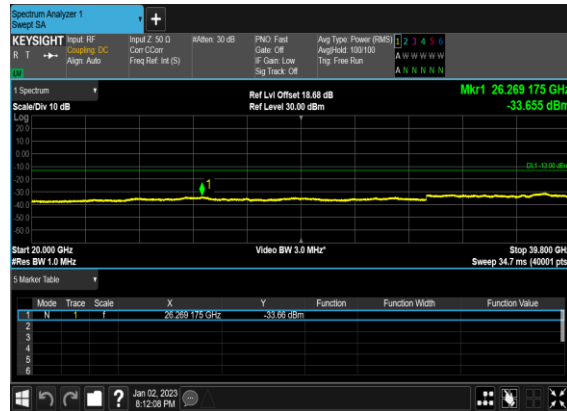 Spectrum Analyzer 1
Swept SA
+
KEYSIGHT Input: RF Input Z: 50 Ω #Atten: 30 dB PNO: Fast Avg Type: Power (RMS) 1 2 3 4 5 6
R T Coupling: DC Corr CCorr Gate: Off Avg|Hold: 100/100 A W W W W W
Align: Auto Freq Ref: Int (S) IF Gain: Low Trig: Free Run
Sig Track: Off A N N N N N
1 Spectrum Ref Lvl Offset 18.68 dB Mkr1 26.269 175 GHz
Scale/Div 10 dB Ref Level 30.00 dBm -33.655 dBm
Log
20.0
10.0
0.00
-10.0
DL1 -13.00 dBm
-20.0
-30.0
1
-40.0
-50.0
-60.0
Start 20.000 GHz Video BW 3.0 MHz* Stop 39.800 GHz
#Res BW 1.0 MHz Sweep 34.7 ms (40001 pts)
5 Marker Table
Mode Trace Scale X Y Function Function Width Function Value
1 N 1 f 26.269 175 GHz -33.66 dBm
2
3
4
5
6
? Jan 02, 2023
8:12:08 PM